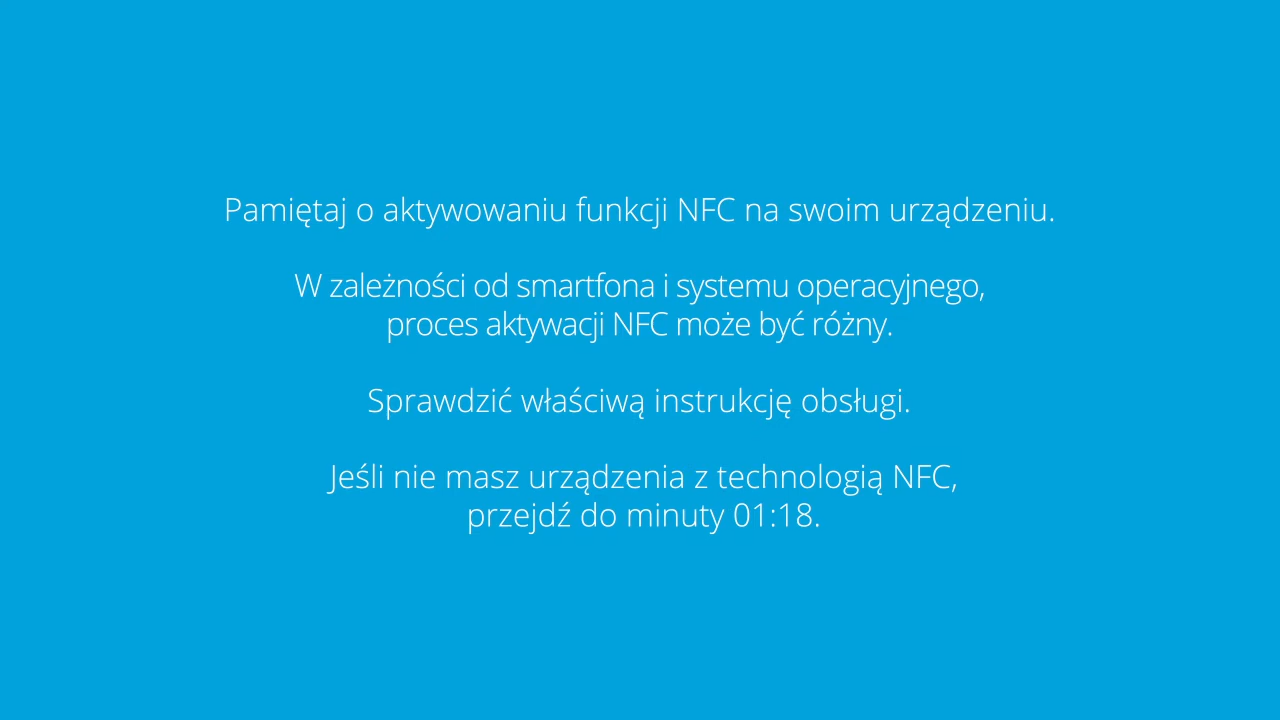 Pamiętaj o aktywowaniu funkcji NFC na swoim urządzeniu.
W zależności od smartfona i systemu operacyjnego,
proces aktywacji NFC może być różny.
Sprawdzić właściwą instrukcję obsługi.
Jeśli nie masz urządzenia z technologią NFC,
przejdź do minuty 01:18.